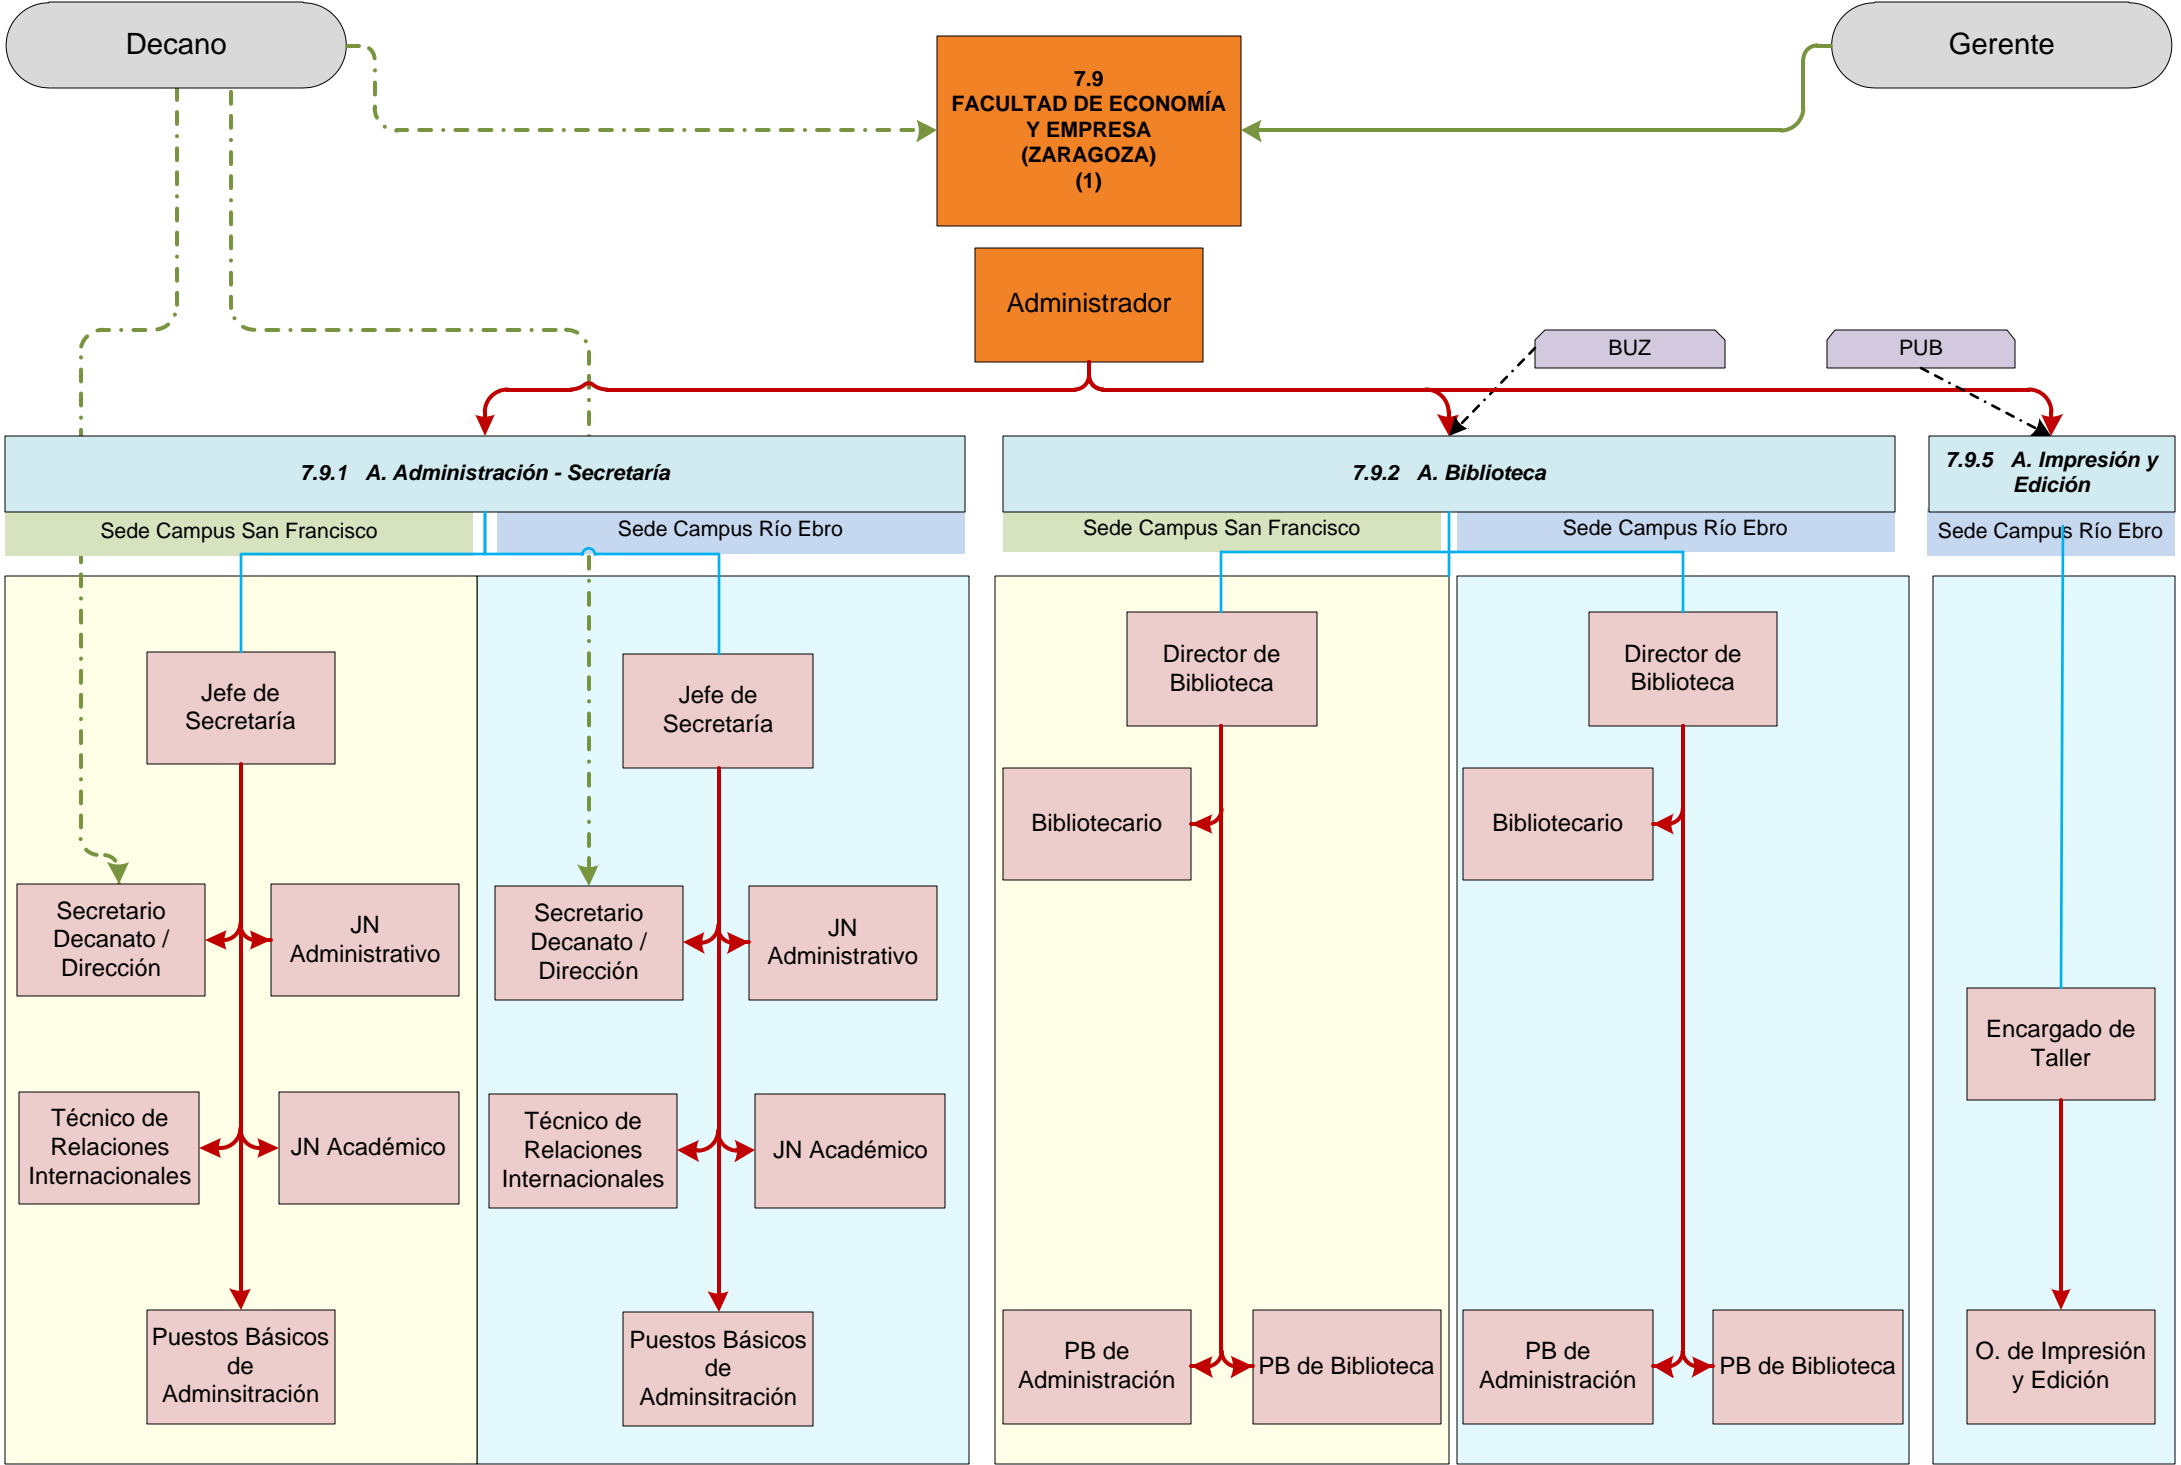 Decano
Gerente
7.9
FACULTAD DE ECONOMÍA
Y EMPRESA
(ZARAGOZA)
(1)
Administrador
BUZ
PUB
7.9.1 A. Administración - Secretaría
7.9.2 A. Biblioteca
7.9.5 A. Impresión y
Edición
Sede Campus San Francisco
Sede Campus Río Ebro
Sede Campus San Francisco
Sede Campus Río Ebro
Sede Campus Río Ebro
Jefe de
Secretaría
Jefe de
Secretaría
Director de
Biblioteca
Director de
Biblioteca
Bibliotecario
Bibliotecario
Secretario
Decanato /
Dirección
JN
Administrativo
Secretario
Decanato /
Dirección
JN
Administrativo
Encargado de
Taller
Técnico de
Relaciones
Internacionales
JN Académico
Técnico de
Relaciones
Internacionales
JN Académico
Puestos Básicos
de
Adminsitración
Puestos Básicos
de
Adminsitración
PB de
Administración
PB de Biblioteca
PB de
Administración
PB de Biblioteca
O. de Impresión
y Edición